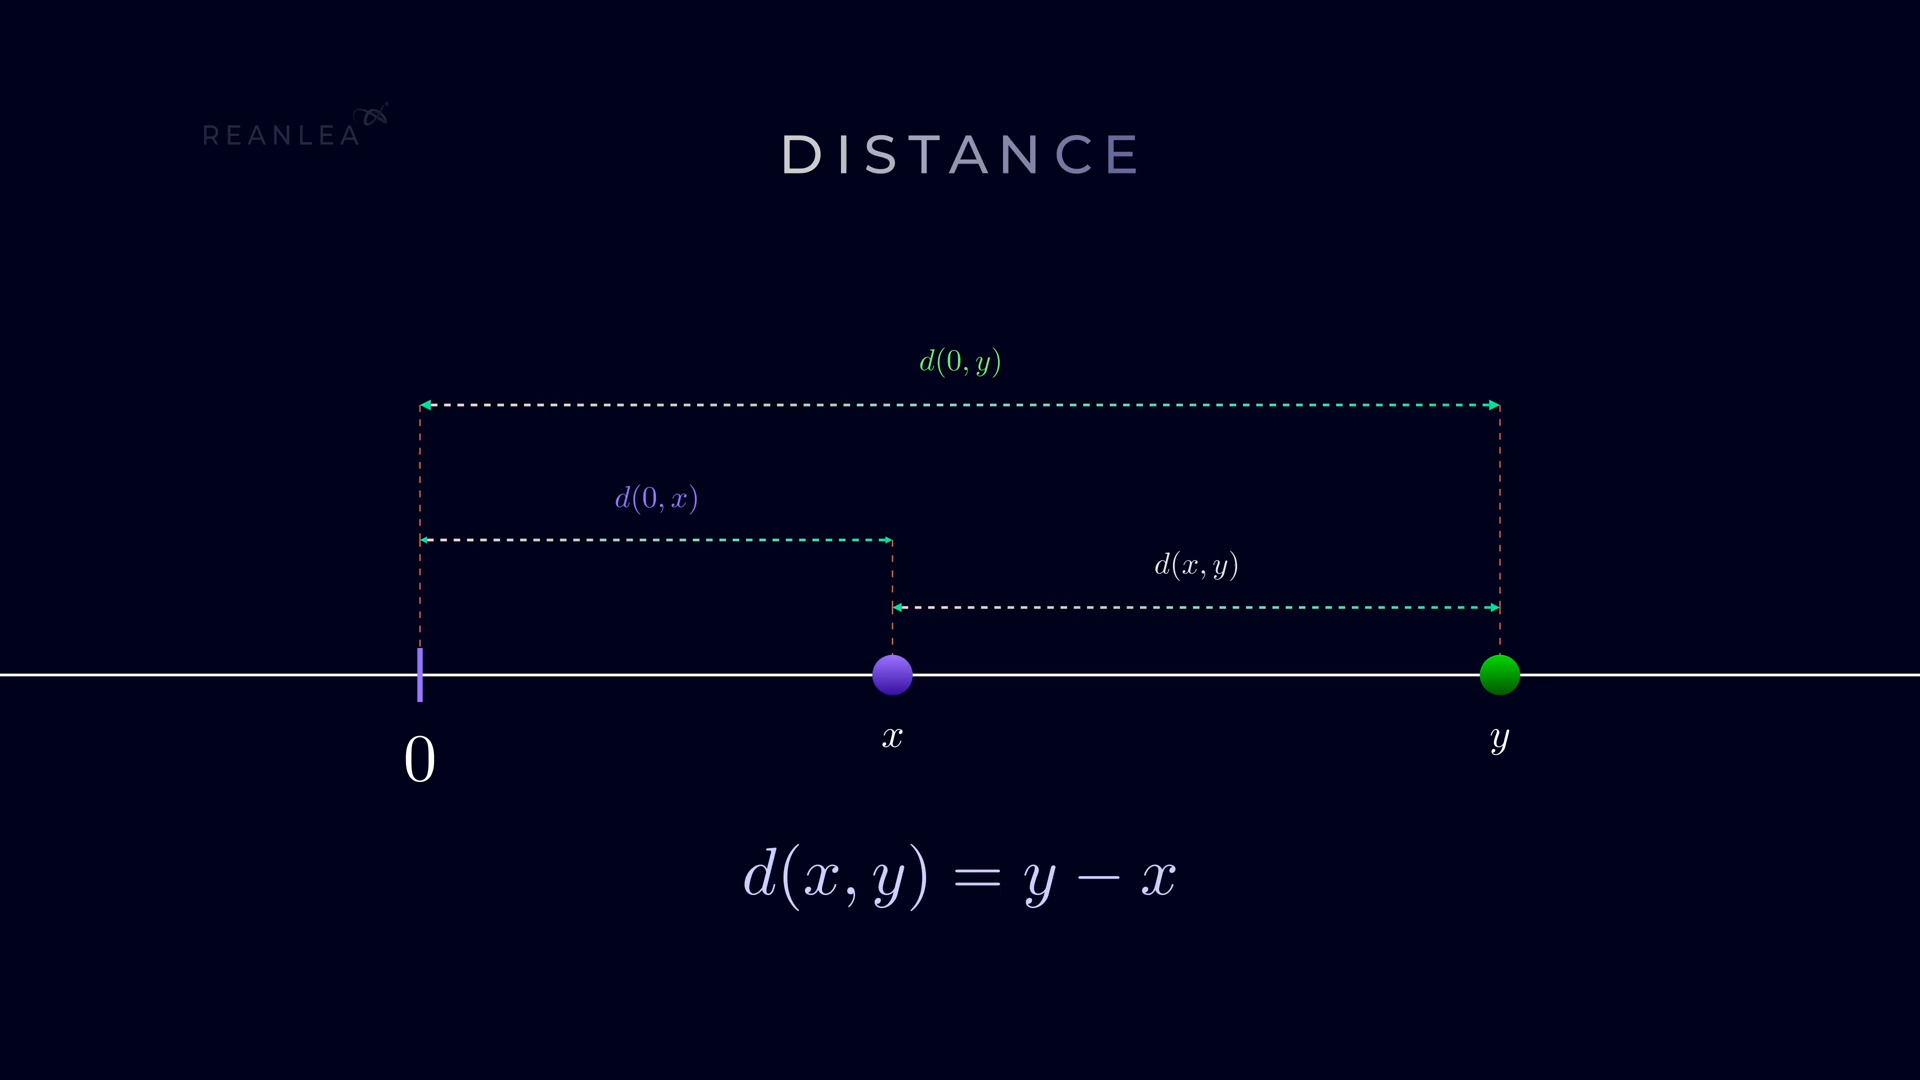 REANLEA
DISTANCE
d(0, y)
d(0, x)
d(x, y)
0
x
y
d(x, y) = y − x